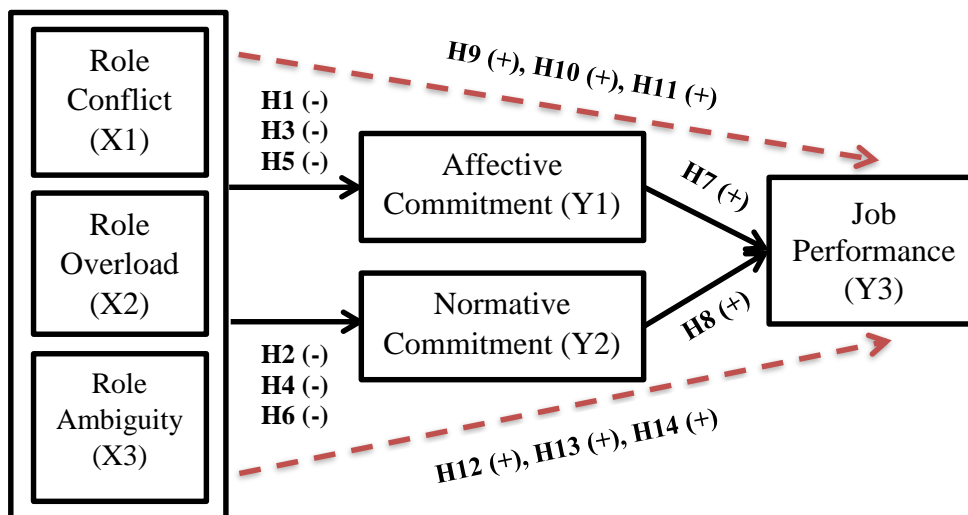 Role
Conflict
(X1)
Role
Overload
(X2)
Role
Ambiguity
(X3)
H1 (-)
H3 (-)
H5 (-)
H2 (-)
H4 (-)
H6 (-)
Affective
Commitment (Y1)
Normative
Commitment (Y2)
H9 (+), H10 (+), H11 (+)
H7 (+)
H8 (+)
H12 (+), H13 (+), H14 (+)
Job
Performance
(Y3)